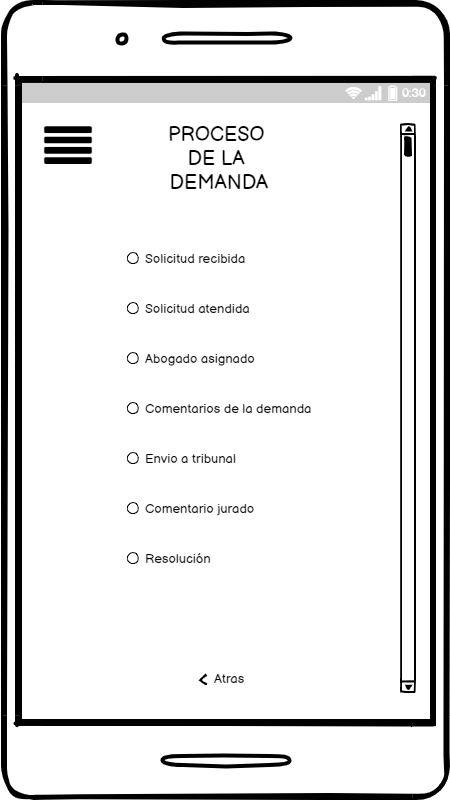 0:30
PROCESO
DE LA
DEMANDA
Solicitud recibida
Solicitud atendida
Abogado asignado
Comentarios de la demanda
Envio a tribunal
Comentario jurado
Resolución
Atras